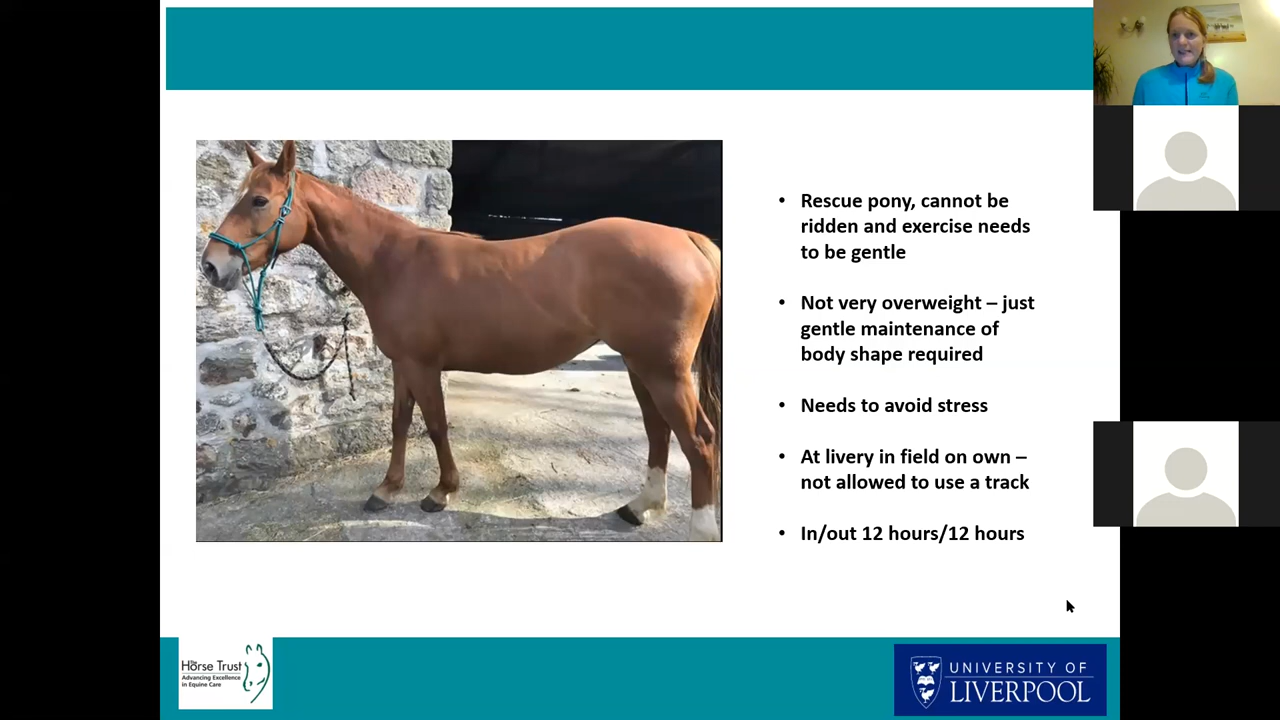 Rescue pony, cannot be
ridden and exercise needs
to be gentle
Not very overweight – just
gentle maintenance of
body shape required
Needs to avoid stress
At livery in field on own –
not allowed to use a track
In/out 12 hours/12 hours
The
Horse Trust
Advancing Excellence
in Equine Care
UNIVERSITY OF
LIVERPOOL